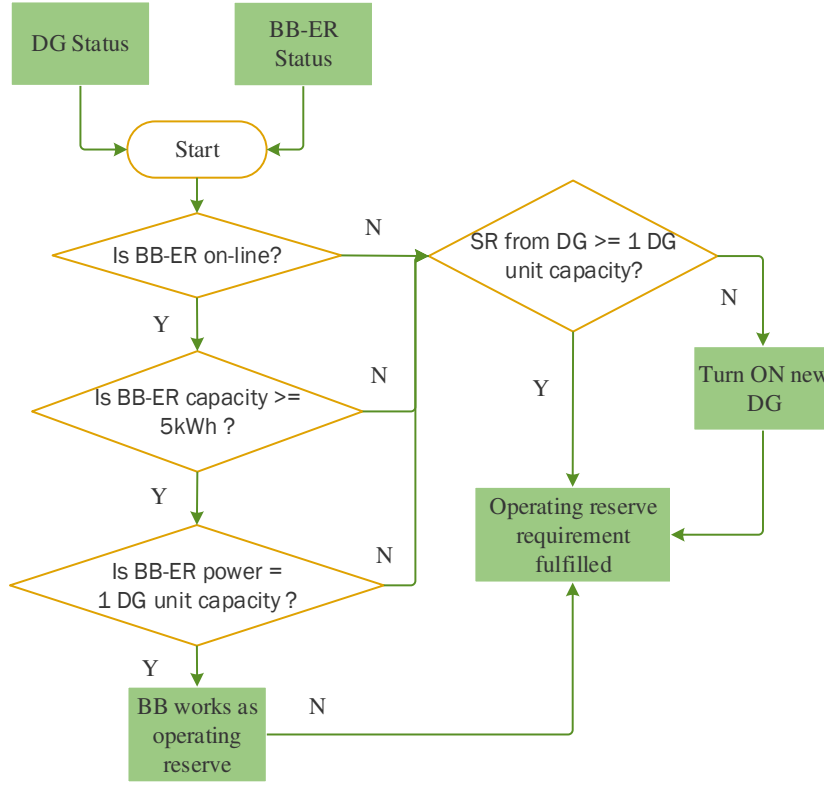 DG Status
BB-ER
Status
Start
Is BB-ER on-line?
N
SR from DG >= 1 DG
unit capacity?
N
Y
Is BB-ER capacity >=
5kWh ?
N
Y
Turn ON new
DG
Y
Operating reserve
requirement
fulfilled
Is BB-ER power =
1 DG unit capacity ?
N
Y
BB works as
operating
reserve
N